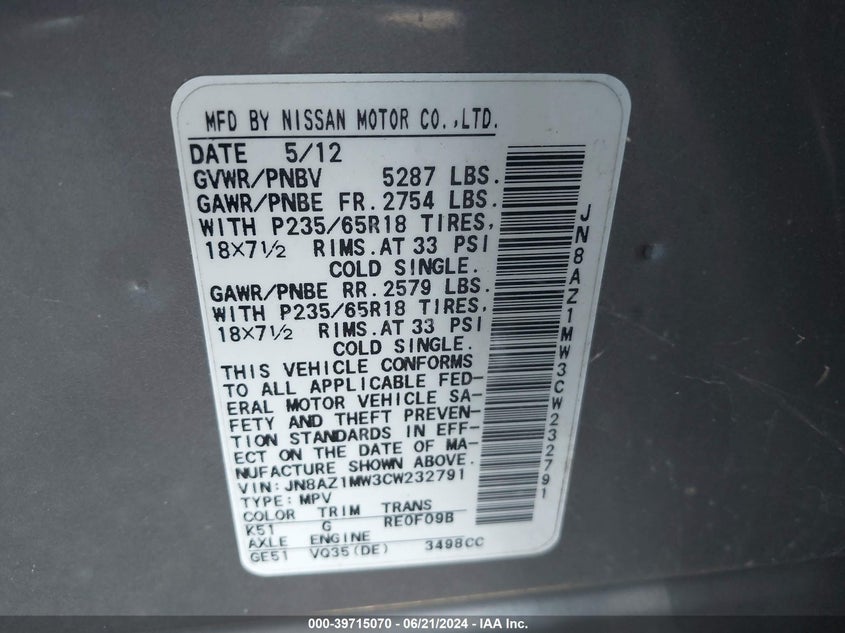 MFD BY NISSAN MOTOR CO.,LTD.
DATE 5/12
GVWR/PNBV 5287 LBS.
GAWR/PNBE FR. 2754 LBS.
WITH P235/65R18 TIRES,
18×7½ RIMS.AT 33 PSI
COLD SINGLE.
GAWR/PNBE RR. 2579 LBS.
WITH P235/65R18 TIRES,
18×7½ RIMS.AT 33 PSI
COLD SINGLE.
THIS VEHICLE CONFORMS
TO ALL APPLICABLE FED-
ERAL MOTOR VEHICLE SA-
FETY AND THEFT PREVEN-
TION STANDARDS IN EFF-
ECT ON THE DATE OF MA-
NUFACTURE SHOWN ABOVE.
VIN: JN8AZ1MW3CW232791
TYPE: MPV
COLOR TRIM TRANS
K51 G RE0F09B
AXLE ENGINE
GE51 VQ35(DE) 3498CC
JN8AZ1MW3CW232791
000-39715070 / 06/21/2024 - IAA Inc.